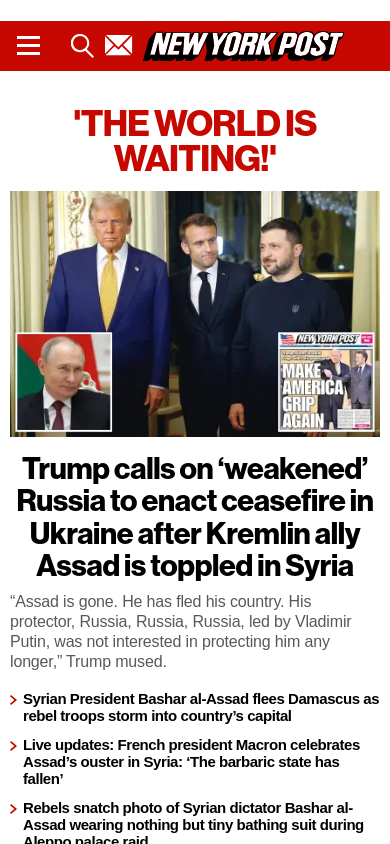 NEW YORK POST
'THE WORLD IS
WAITING!'
NEW YORK POST
MAKE
AMERICA
GRIP
AGAIN
Trump calls on ‘weakened’
Russia to enact ceasefire in
Ukraine after Kremlin ally
Assad is toppled in Syria
“Assad is gone. He has fled his country. His
protector, Russia, Russia, Russia, led by Vladimir
Putin, was not interested in protecting him any
longer,” Trump mused.
Syrian President Bashar al-Assad flees Damascus as
rebel troops storm into country’s capital
Live updates: French president Macron celebrates
Assad’s ouster in Syria: ‘The barbaric state has
fallen’
Rebels snatch photo of Syrian dictator Bashar al-
Assad wearing nothing but tiny bathing suit during
Aleppo palace raid